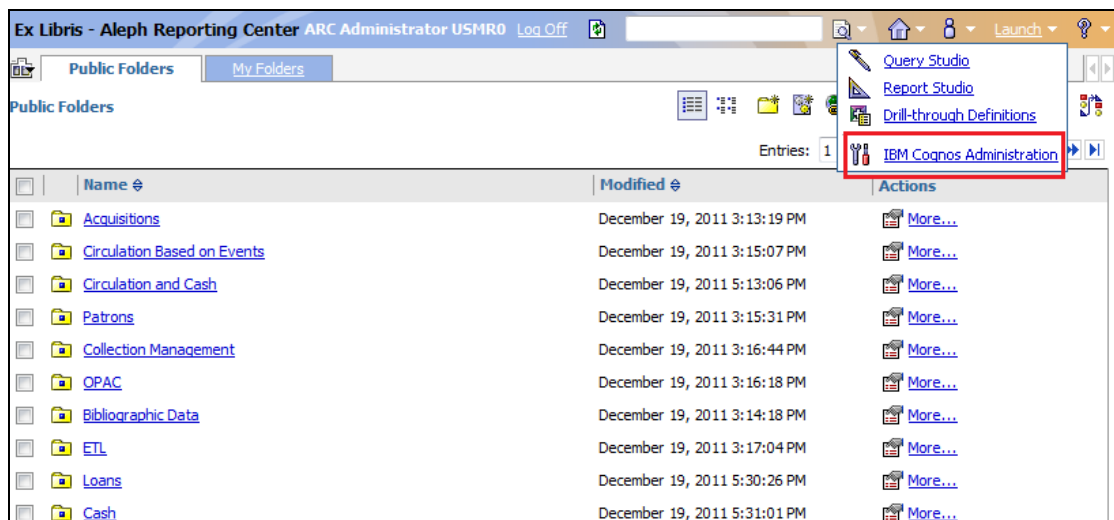 Ex Libris - Aleph Reporting Center ARC Administrator USMR0 Log Off Launch
Public Folders My Folders
Query Studio
Report Studio
Drill-through Definitions
IBM Cognos Administration
Public Folders
Entries: 1
Name Modified Actions
Acquisitions December 19, 2011 3:13:19 PM More...
Circulation Based on Events December 19, 2011 3:15:07 PM More...
Circulation and Cash December 19, 2011 5:13:06 PM More...
Patrons December 19, 2011 3:15:31 PM More...
Collection Management December 19, 2011 3:16:44 PM More...
OPAC December 19, 2011 3:16:18 PM More...
Bibliographic Data December 19, 2011 3:14:18 PM More...
ETL December 19, 2011 3:17:04 PM More...
Loans December 19, 2011 5:30:26 PM More...
Cash December 19, 2011 5:31:01 PM More...